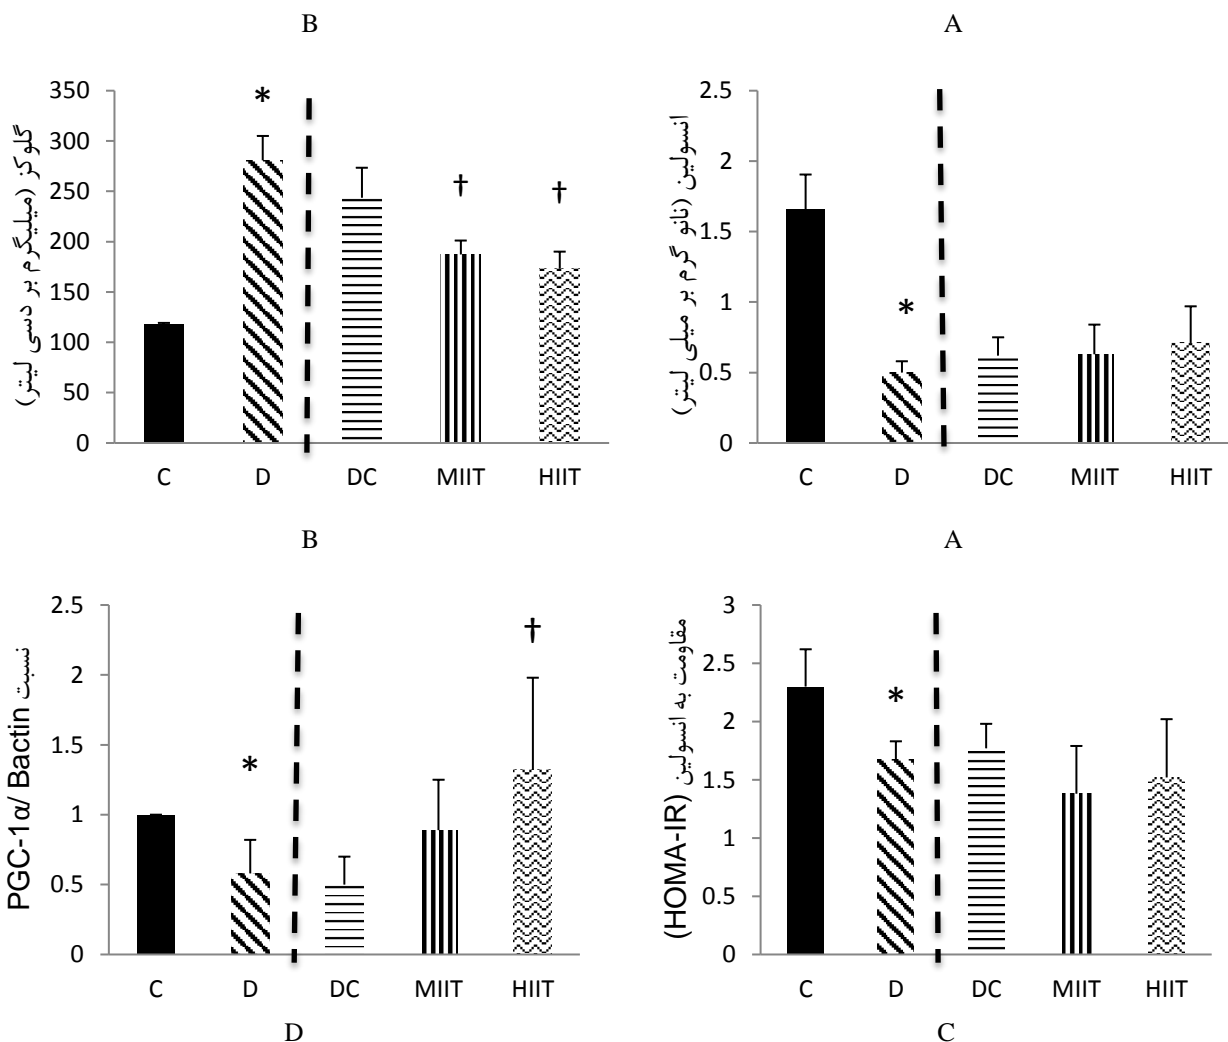 B
A
350
300
250
200
150
100
50
0
گلوکز (میلیگرم بر دسی لیتر)
*
†
†
C
D
DC
MIIT
HIIT
2.5
2
1.5
1
0.5
0
انسولین (نانو گرم بر میلی لیتر)
*
C
D
DC
MIIT
HIIT
B
A
2.5
2
1.5
1
0.5
0
نسبت PGC-1α/ Bactin
*
†
C
D
DC
MIIT
HIIT
D
3
2.5
2
1.5
1
0.5
0
مقاومت به انسولین (HOMA-IR)
*
C
D
DC
MIIT
HIIT
C